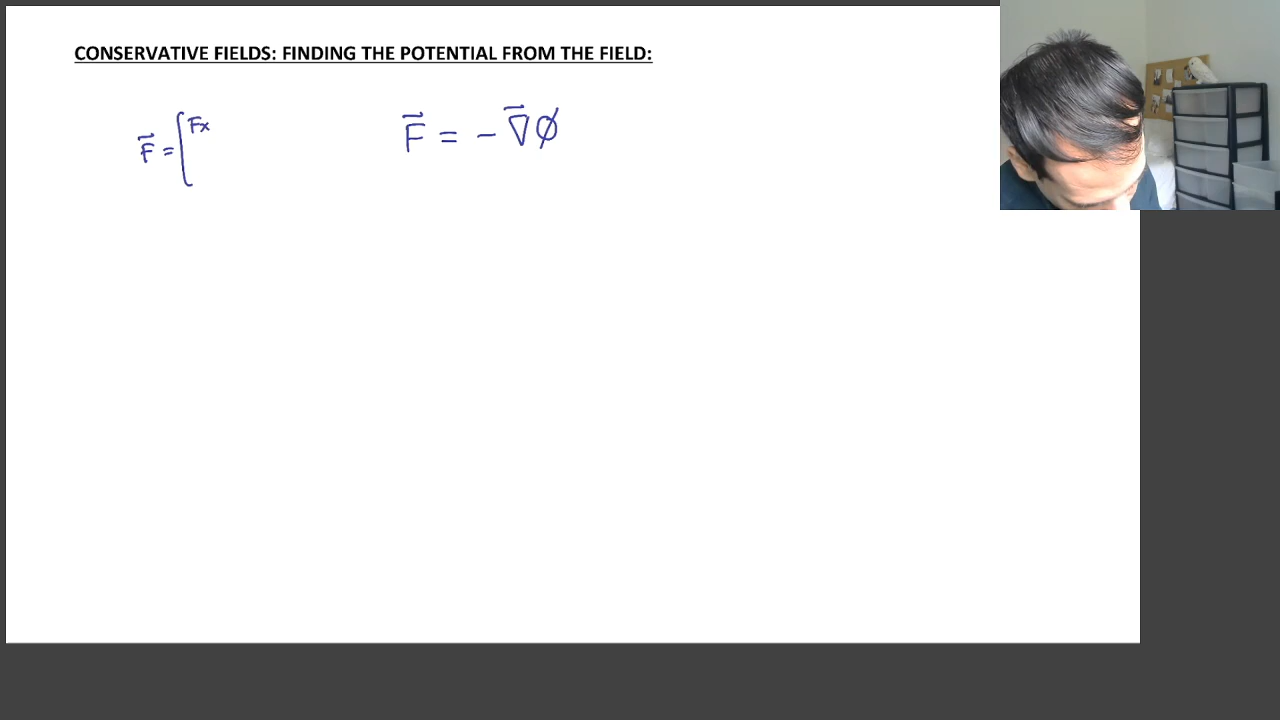 CONSERVATIVE FIELDS: FINDING THE POTENTIAL FROM THE FIELD:
F⃗ = [Fx
F⃗ = -∇⃗∅